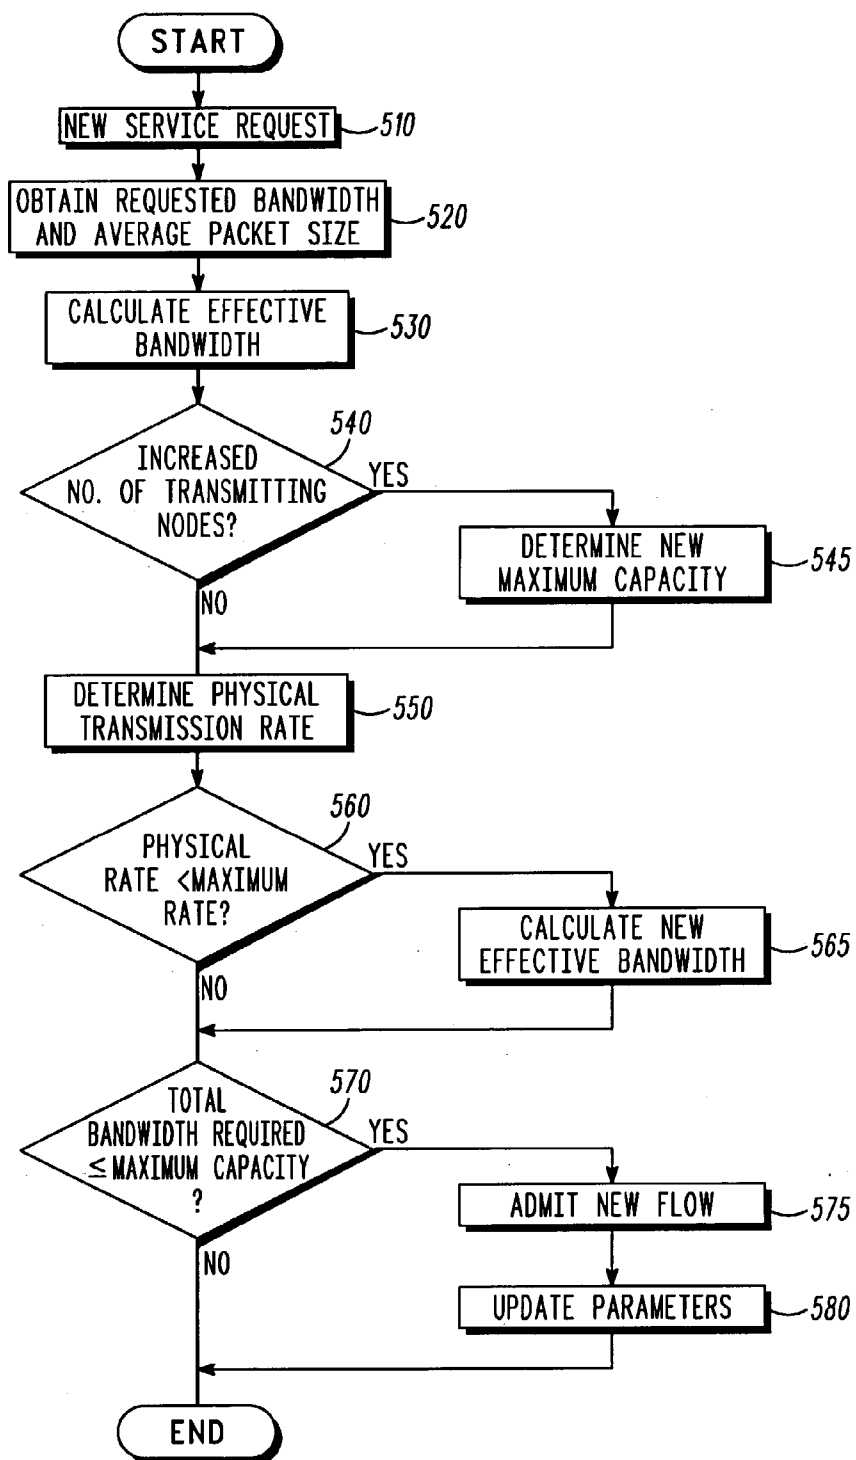 START
NEW SERVICE REQUEST
510
OBTAIN REQUESTED BANDWIDTH
AND AVERAGE PACKET SIZE
520
CALCULATE EFFECTIVE
BANDWIDTH
530
540
INCREASED
NO. OF TRANSMITTING
NODES?
YES
NO
DETERMINE NEW
MAXIMUM CAPACITY
545
DETERMINE PHYSICAL
TRANSMISSION RATE
550
560
PHYSICAL
RATE <MAXIMUM
RATE?
YES
NO
CALCULATE NEW
EFFECTIVE BANDWIDTH
565
570
TOTAL
BANDWIDTH REQUIRED
≤MAXIMUM CAPACITY
?
YES
NO
ADMIT NEW FLOW
575
UPDATE PARAMETERS
580
END